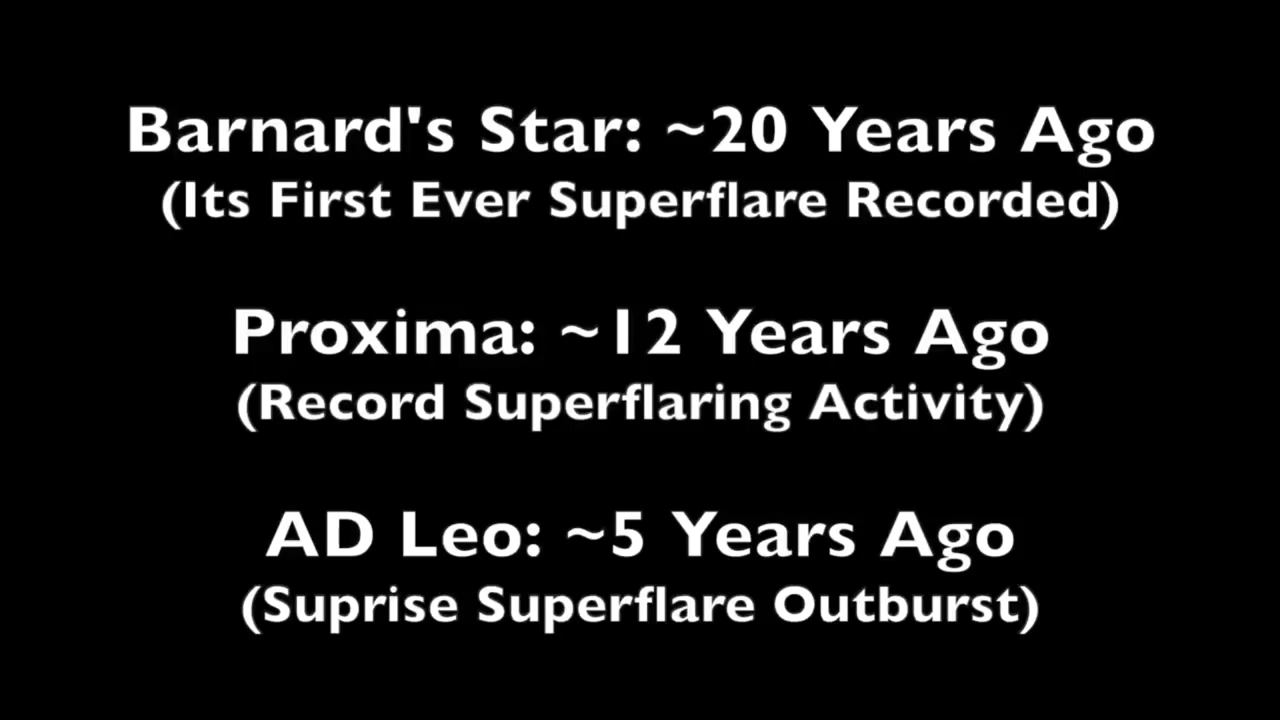 Barnard's Star: ~20 Years Ago
(Its First Ever Superflare Recorded)
Proxima: ~12 Years Ago
(Record Superflaring Activity)
AD Leo: ~5 Years Ago
(Suprise Superflare Outburst)